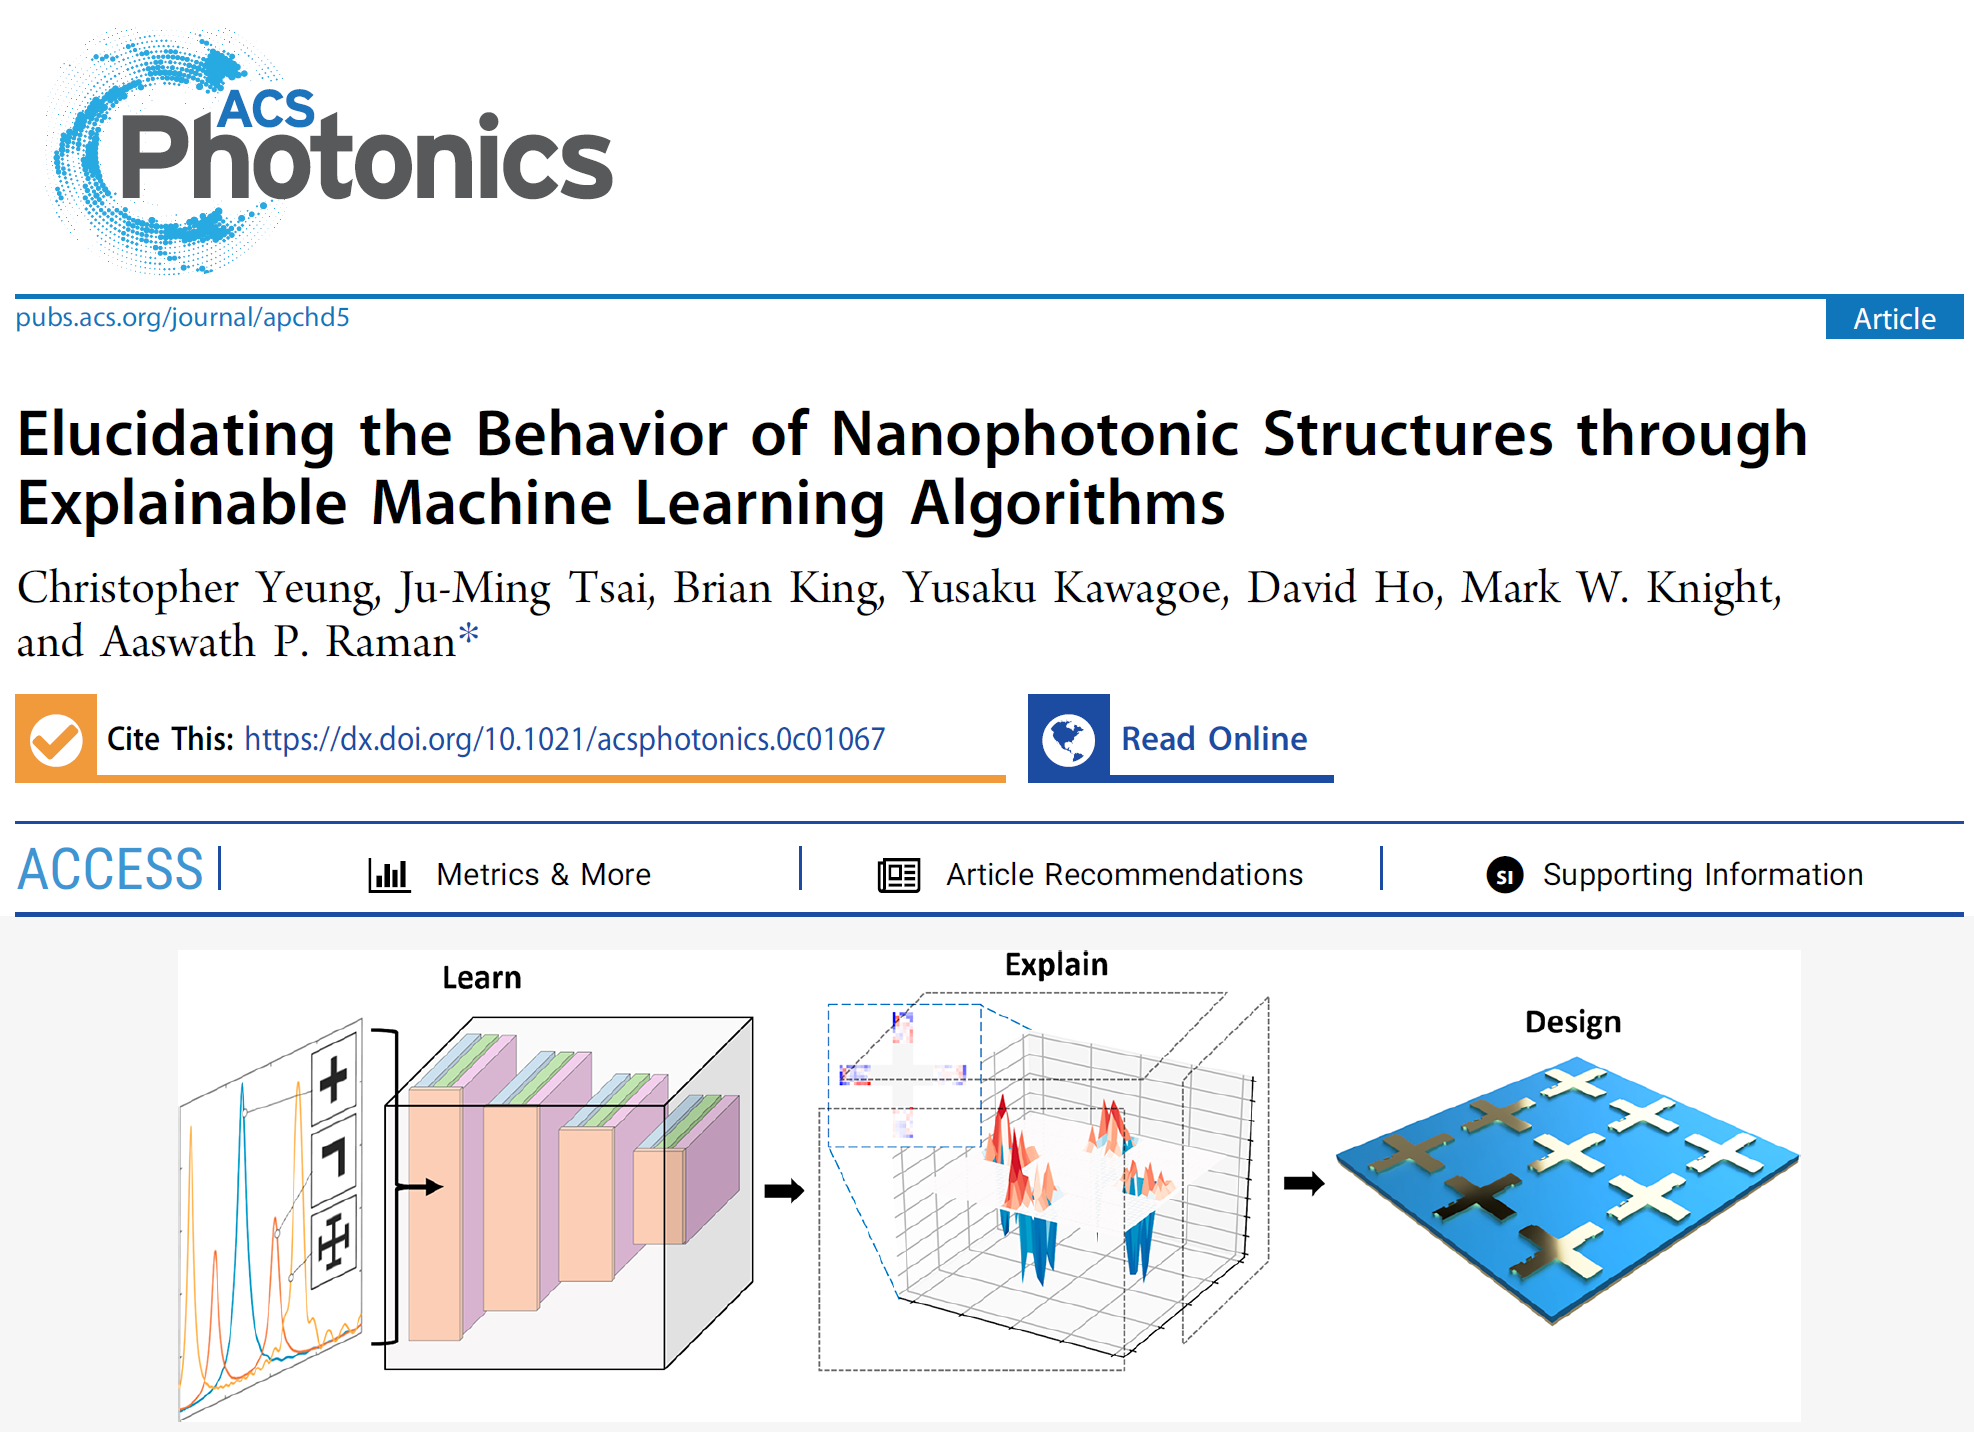 ACS
Photonics
pubs.acs.org/journal/apchd5
Article
Elucidating the Behavior of Nanophotonic Structures through
Explainable Machine Learning Algorithms
Christopher Yeung, Ju-Ming Tsai, Brian King, Yusaku Kawagoe, David Ho, Mark W. Knight,
and Aaswath P. Raman*
Cite This: https://dx.doi.org/10.1021/acsphotonics.0c01067
Read Online
ACCESS
Metrics & More
Article Recommendations
SI Supporting Information
Learn
Explain
Design